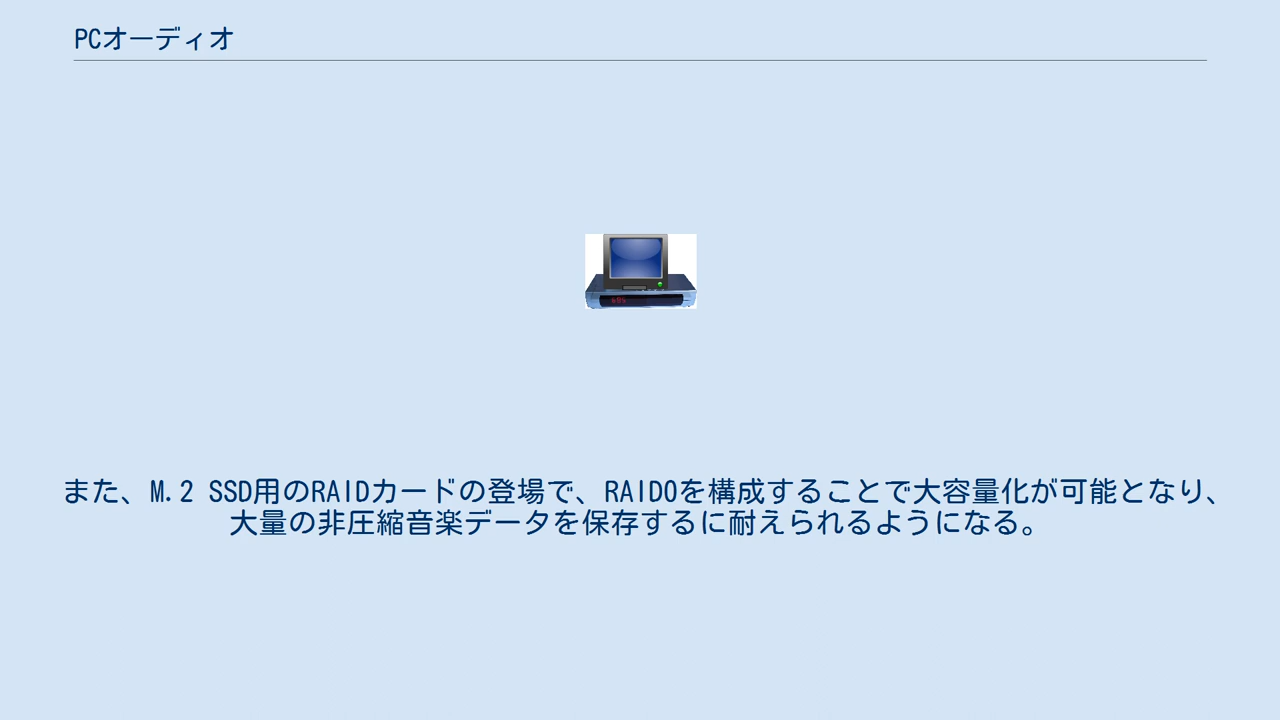 PCオーディオ
685
また、M.2 SSD用のRAIDカードの登場で、RAID0を構成することで大容量化が可能となり、
大量の非圧縮音楽データを保存するに耐えられるようになる。